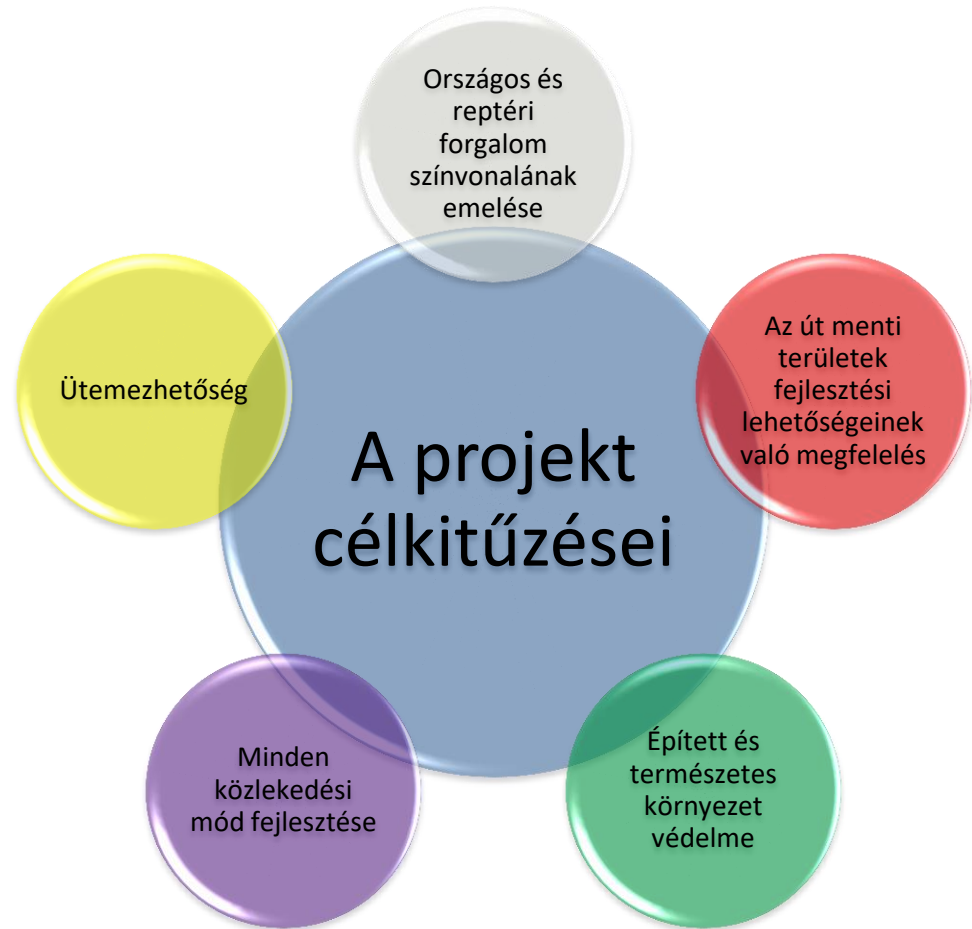 Országos és
reptéri
forgalom
színvonalának
emelése
Ütemezhetőség
Az út menti
területek
fejlesztési
lehetőségeinek
való megfelelés
A projekt
célkitűzései
Minden
közlekedési
mód fejlesztése
Épített és
természetes
környezet
védelme